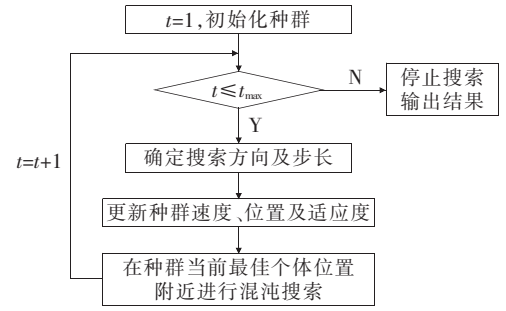 t=1,初始化种群
t≤tmax
N
停止搜索
输出结果
Y
确定搜索方向及步长
t=t+1
更新种群速度、位置及适应度
在种群当前最佳个体位置
附近进行混沌搜索